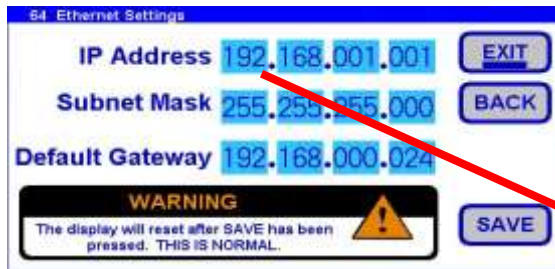 64 Ethernet Settings
IP Address 192.168.001.001 EXIT
Subnet Mask 255.255.255.000 BACK
Default Gateway 192.168.000.024
WARNING
The display will reset after SAVE has been
pressed. THIS IS NORMAL.
SAVE